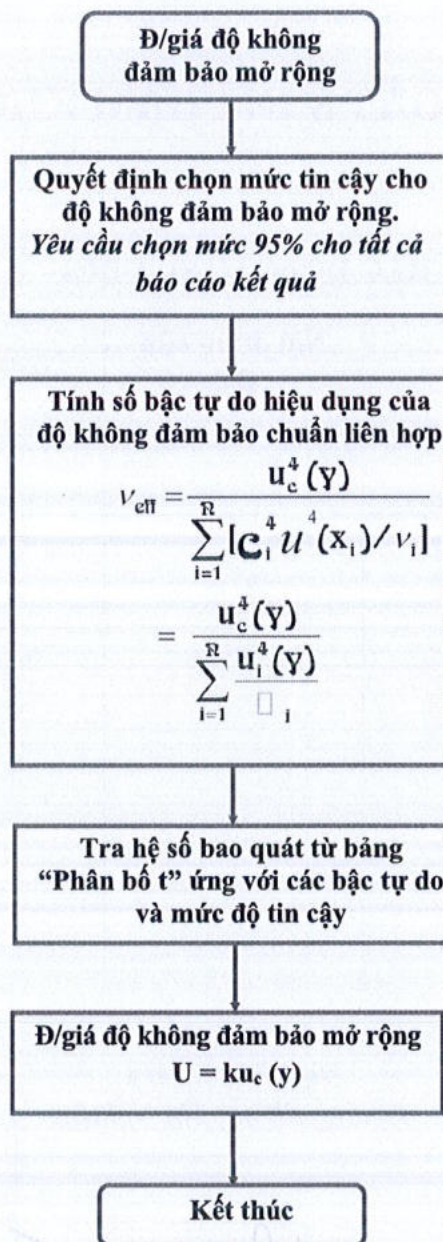 Đ/giá độ không
đảm bảo mở rộng
Quyết định chọn mức tin cậy cho
độ không đảm bảo mở rộng.
Yêu cầu chọn mức 95% cho tất cả
báo cáo kết quả
Tính số bậc tự do hiệu dụng của
độ không đảm bảo chuẩn liên hợp
ν_eff = u_c^4(y) / ∑_{i=1}^{n} [c_i^4 u^4(x_i)/ν_i]
= u_c^4(y) / ∑_{i=1}^{n} u_i^4(y)/□_i
Tra hệ số bao quát từ bảng
“Phân bố t” ứng với các bậc tự do
và mức độ tin cậy
Đ/giá độ không đảm bảo mở rộng
U = ku_c (y)
Kết thúc